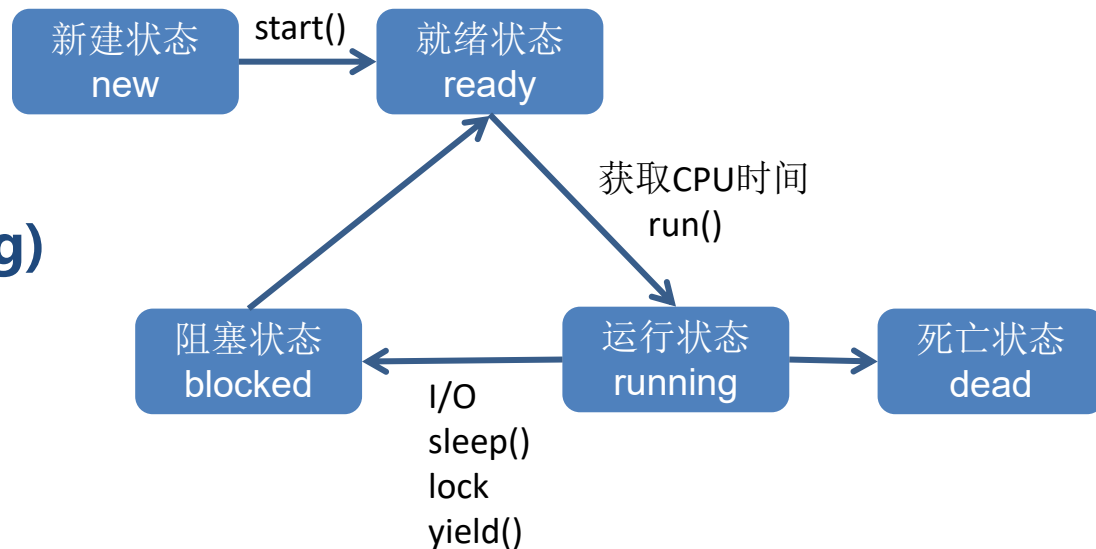 新建状态
new
start()
就绪状态
ready
获取CPU时间
run()
g)
阻塞状态
blocked
I/O
sleep()
lock
yield()
运行状态
running
死亡状态
dead